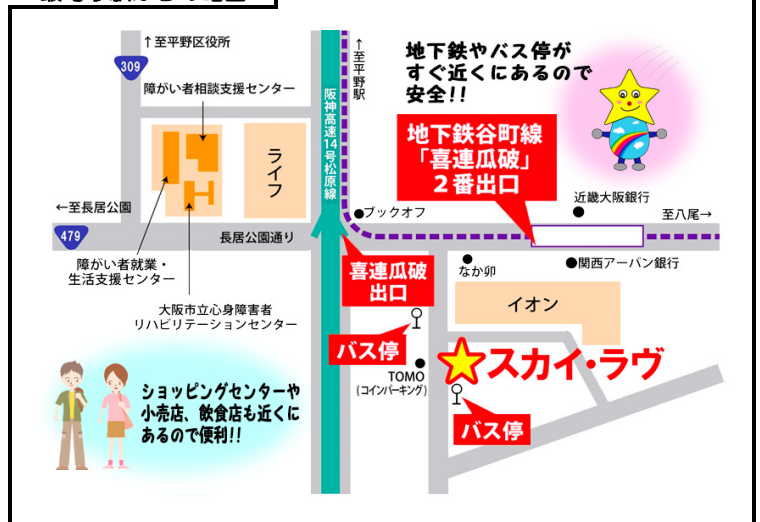 ↑至平野区役所
309
障がい者相談支援センター
ライフ
←至長居公園
479
長居公園通り
障がい者就業・
生活支援センター
大阪市立心身障害者
リハビリテーションセンター
阪神高速14号松原線
↑至平野駅
地下鉄やバス停が
すぐ近くにあるので
安全!!
地下鉄谷町線
「喜連瓜破」
2番出口
ブックオフ
近畿大阪銀行
至八尾→
喜連瓜破
出口
なか卯
関西アーバン銀行
イオン
バス停
TOMO
(コインパーキング)
スカイ・ラヴ
バス停
ショッピングセンターや
小売店、飲食店も近くに
あるので便利!!